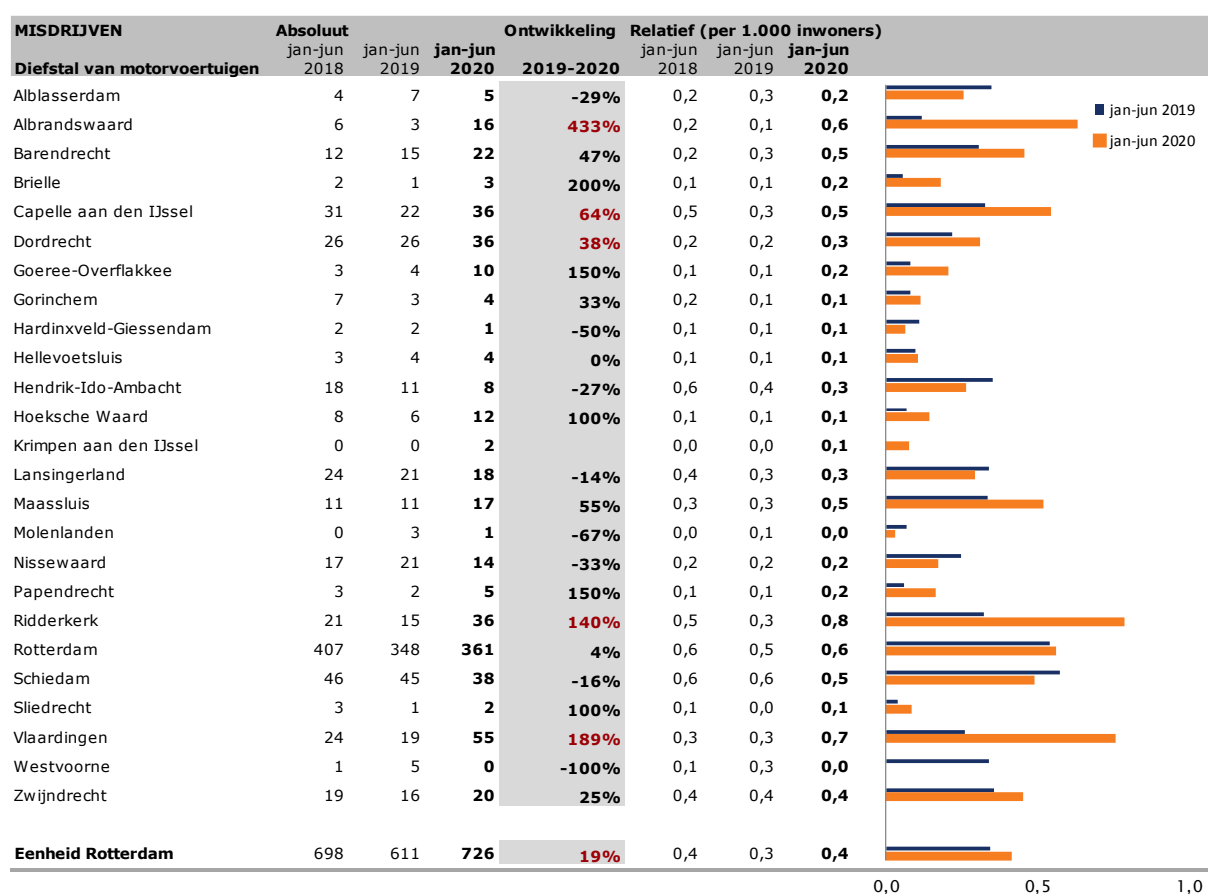 MISDRIJVEN Absoluut Ontwikkeling Relatief (per 1.000 inwoners)
jan-jun jan-jun jan-jun jan-jun jan-jun jan-jun
Diefstal van motorvoertuigen 2018 2019 2020 2019-2020 2018 2019 2020
Alblasserdam 4 7 5 -29% 0,2 0,3 0,2
jan-jun 2019
Albrandswaard 6 3 16 433% 0,2 0,1 0,6
jan-jun 2020
Barendrecht 12 15 22 47% 0,2 0,3 0,5
Brielle 2 1 3 200% 0,1 0,1 0,2
Capelle aan den IJssel 31 22 36 64% 0,5 0,3 0,5
Dordrecht 26 26 36 38% 0,2 0,2 0,3
Goeree-Overflakkee 3 4 10 150% 0,1 0,1 0,2
Gorinchem 7 3 4 33% 0,2 0,1 0,1
Hardinxveld-Giessendam 2 2 1 -50% 0,1 0,1 0,1
Hellevoetsluis 3 4 4 0% 0,1 0,1 0,1
Hendrik-Ido-Ambacht 18 11 8 -27% 0,6 0,4 0,3
Hoeksche Waard 8 6 12 100% 0,1 0,1 0,1
Krimpen aan den IJssel 0 0 2 0,0 0,0 0,1
Lansingerland 24 21 18 -14% 0,4 0,3 0,3
Maassluis 11 11 17 55% 0,3 0,3 0,5
Molenlanden 0 3 1 -67% 0,0 0,1 0,0
Nissewaard 17 21 14 -33% 0,2 0,2 0,2
Papendrecht 3 2 5 150% 0,1 0,1 0,2
Ridderkerk 21 15 36 140% 0,5 0,3 0,8
Rotterdam 407 348 361 4% 0,6 0,5 0,6
Schiedam 46 45 38 -16% 0,6 0,6 0,5
Sliedrecht 3 1 2 100% 0,1 0,0 0,1
Vlaardingen 24 19 55 189% 0,3 0,3 0,7
Westvoorne 1 5 0 -100% 0,1 0,3 0,0
Zwijndrecht 19 16 20 25% 0,4 0,4 0,4
Eenheid Rotterdam 698 611 726 19% 0,4 0,3 0,4
0,0 0,5 1,0